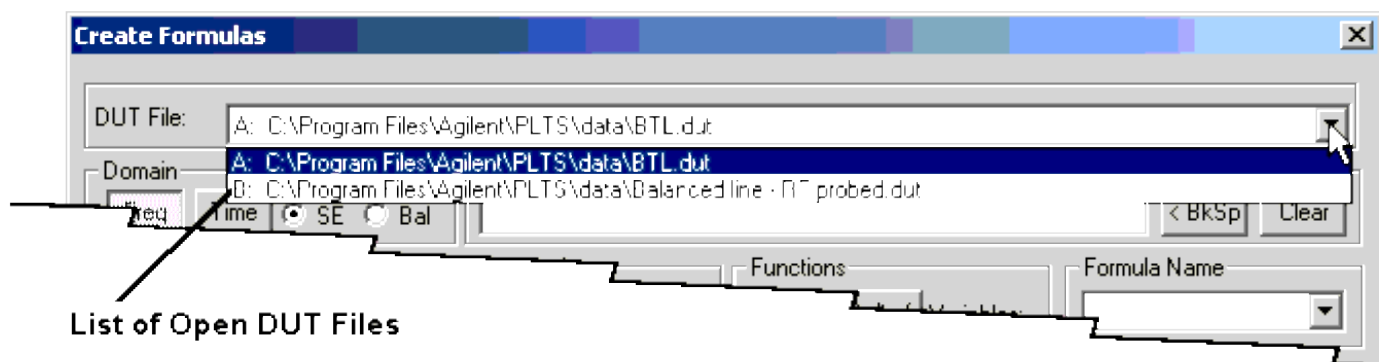 Create Formulas
DUT File:
A: C:\Program Files\Agilent\PLTS\data\BTL.dut
A: C:\Program Files\Agilent\PLTS\data\BTL.dut
B: C:\Program Files\Agilent\PLTS\data\Balanced line - RF probed.dut
Domain
Freq Time SE Bal < BkSp Clear
Functions Formula Name
List of Open DUT Files